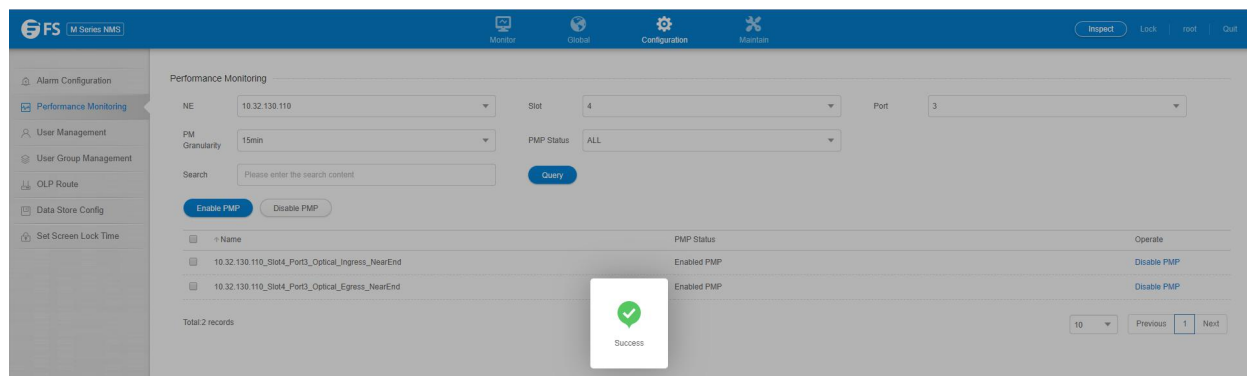 FS M Series NMS
Monitor Global Configuration Maintain
Inspect Lock root Quit
Alarm Configuration
Performance Monitoring
User Management
User Group Management
OLP Route
Data Store Config
Set Screen Lock Time
Performance Monitoring
NE 10.32.130.110 Slot 4 Port 3
PM Granularity 15min PMP Status ALL
Search Please enter the search content Query
Enable PMP Disable PMP
Name PMP Status Operate
10.32.130.110_Slot4_Port3_Optical_Ingress_NearEnd Enabled PMP Disable PMP
10.32.130.110_Slot4_Port3_Optical_Egress_NearEnd Enabled PMP Disable PMP
Total:2 records 10 Previous 1 Next
Success